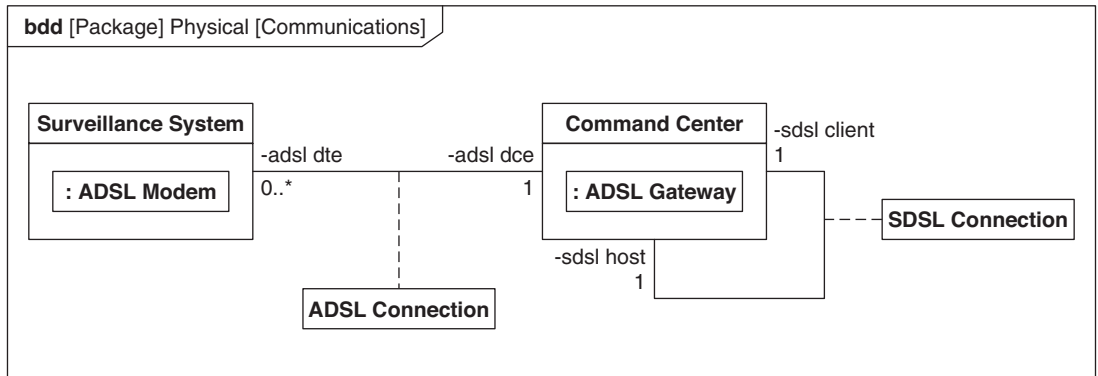 bdd [Package] Physical [Communications]
Surveillance System
: ADSL Modem
-adsl dte
0..*
-adsl dce
1
ADSL Connection
Command Center
: ADSL Gateway
-sdsl client
1
-sdsl host
1
SDSL Connection